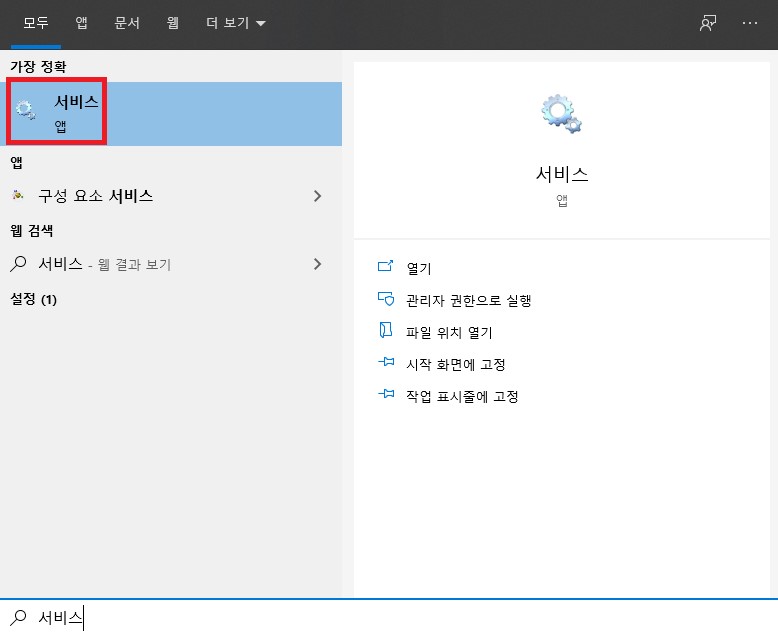 모두 앱 문서 웹 더 보기
가장 정확
서비스
앱
앱
구성 요소 서비스
웹 검색
서비스 - 웹 결과 보기
설정 (1)
서비스
앱
열기
관리자 권한으로 실행
파일 위치 열기
시작 화면에 고정
작업 표시줄에 고정
서비스